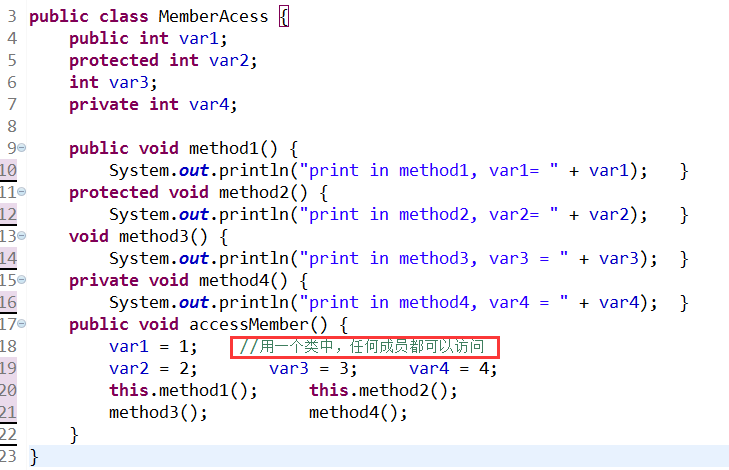 3 public class MemberAcess {
4     public int var1;
5     protected int var2;
6     int var3;
7     private int var4;
8
9     public void method1() {
10         System.out.println("print in method1, var1= " + var1);   }
11     protected void method2() {
12         System.out.println("print in method2, var2= " + var2);   }
13     void method3() {
14         System.out.println("print in method3, var3 = " + var3);  }
15     private void method4() {
16         System.out.println("print in method4, var4 = " + var4);  }
17     public void accessMember() {
18         var1 = 1;    //用一个类中，任何成员都可以访问
19         var2 = 2;       var3 = 3;     var4 = 4;
20         this.method1();     this.method2();
21         method3();          method4();
22     }
23 }